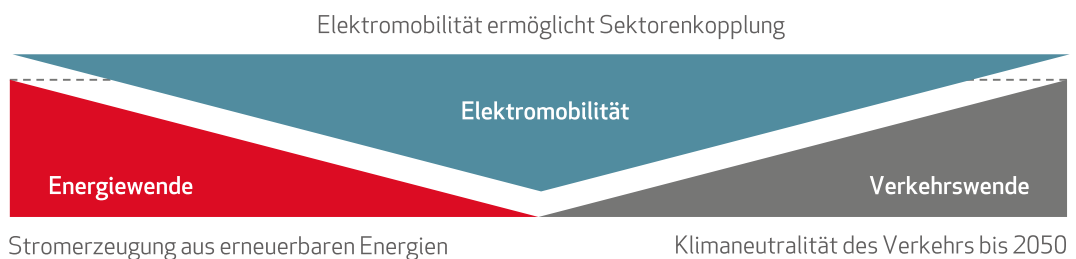 Elektromobilität ermöglicht Sektorenkopplung
Elektromobilität
Energiewende
Verkehrswende
Stromerzeugung aus erneuerbaren Energien
Klimaneutralität des Verkehrs bis 2050